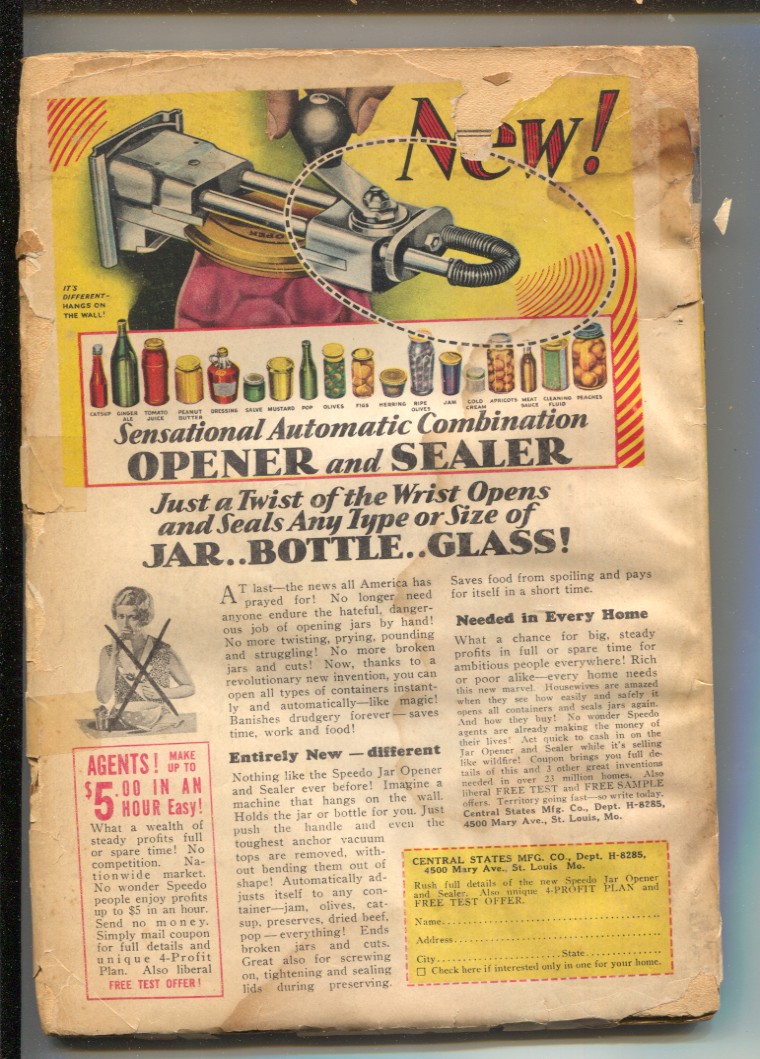 New!
IT'S
DIFFERENT-
HANGS ON
THE WALL!
CATSUP GINGER ALE TOMATO JUICE PEANUT BUTTER DRESSING SALVE MUSTARD POP OLIVES FIGS HERRING RIPE OLIVES JAM COLD CREAM APRICOTS MEAT SAUCE CLEANING FLUID PEACHES
Sensational Automatic Combination
OPENER and SEALER
Just a Twist of the Wrist Opens
and Seals Any Type or Size of
JAR..BOTTLE..GLASS!
AT last—the news all America has
prayed for! No longer need
anyone endure the hateful, danger-
ous job of opening jars by hand!
No more twisting, prying, pounding
and struggling! No more broken
jars and cuts! Now, thanks to a
revolutionary new invention, you can
open all types of containers instant-
ly and automatically—like magic!
Banishes drudgery forever—saves
time, work and food!
Entirely New—different
Nothing like the Speedo Jar Opener
and Sealer ever before! Imagine a
machine that hangs on the wall.
Holds the jar or bottle for you. Just
push the handle and even the
toughest anchor vacuum
tops are removed, with-
out bending them out of
shape! Automatically ad-
justs itself to any con-
tainer—jam, olives, cat-
sup, preserves, dried beef,
pop—everything! Ends
broken jars and cuts.
Great also for screwing
on, tightening and sealing
lids during preserving.
Saves food from spoiling and pays
for itself in a short time.
Needed in Every Home
What a chance for big, steady
profits in full or spare time for
ambitious people everywhere! Rich
or poor alike—every home needs
this new marvel. Housewives are amazed
when they see how easily and safely it
opens all containers and seals jars again.
And how they buy! No wonder Speedo
agents are already making the money of
their lives! Act quick to cash in on the
Jar Opener and Sealer while it's selling
like wildfire! Coupon brings you full de-
tails of this and 3 other great inventions
needed in over 23 million homes. Also
liberal FREE TEST and FREE SAMPLE
offers. Territory going fast—so write today.
Central States Mfg. Co., Dept. H-8285,
4500 Mary Ave., St. Louis, Mo.
AGENTS! MAKE UP TO
$5.00 IN AN
HOUR Easy!
What a wealth of
steady profits full
or spare time! No
competition. Na-
tionwide market.
No wonder Speedo
people enjoy profits
up to $5 in an hour.
Send no money.
Simply mail coupon
for full details and
unique 4-Profit
Plan. Also liberal
FREE TEST OFFER!
CENTRAL STATES MFG. CO., Dept. H-8285,
4500 Mary Ave., St. Louis Mo.
Rush full details of the new Speedo Jar Opener
and Sealer. Also unique 4-PROFIT PLAN and
FREE TEST OFFER.
Name
Address
City State
☐ Check here if interested only in one for your home.